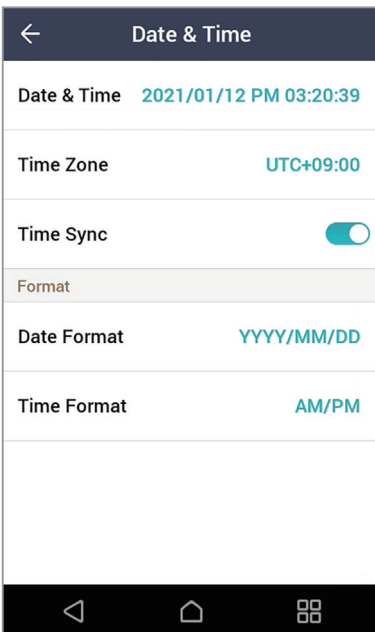 Date & Time
Date & Time 2021/01/12 PM 03:20:39
Time Zone UTC+09:00
Time Sync
Format
Date Format YYYY/MM/DD
Time Format AM/PM